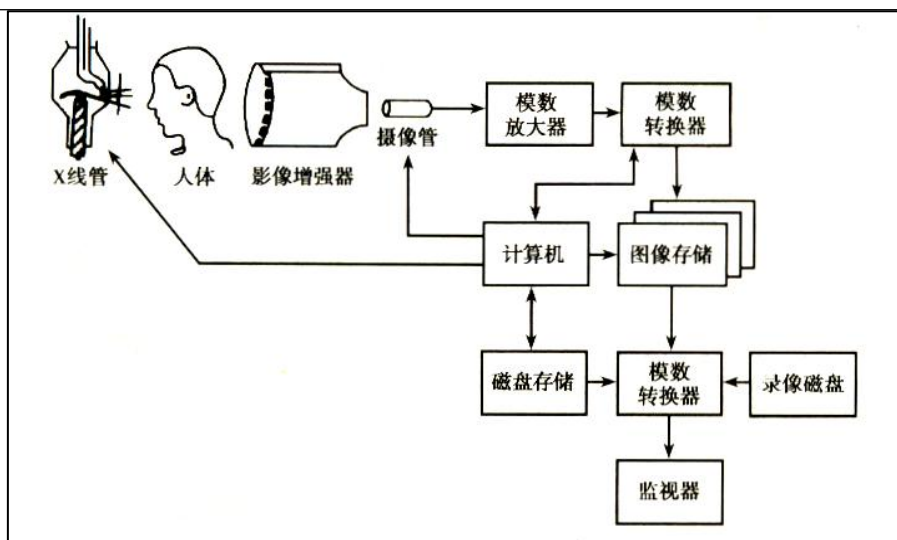 X线管
人体
影像增强器
摄像管
模数
放大器
模数
转换器
计算机
图像存储
磁盘存储
模数
转换器
录像磁盘
监视器